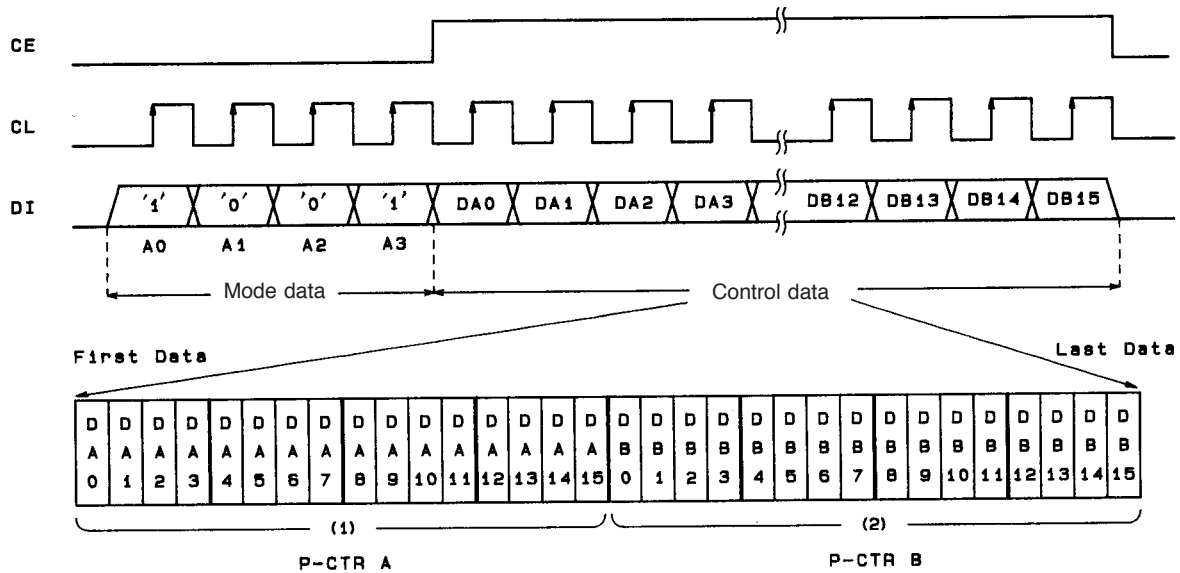 CE
CL
DI '1' '0' '0' '1' DA0 DA1 DA2 DA3 DB12 DB13 DB14 DB15
A0 A1 A2 A3
Mode data Control data
First Data Last Data
D D D D D D D D D D D D D D D D D D D D D D D D D D D D D D D D
A A A A A A A A A A A A A A A A B B B B B B B B B B B B B B B B
0 1 2 3 4 5 6 7 8 9 10 11 12 13 14 15 0 1 2 3 4 5 6 7 8 9 10 11 12 13 14 15
(1) (2)
P-CTR A P-CTR B